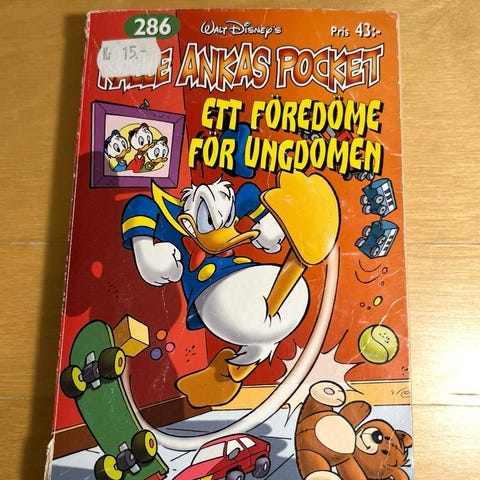 286
Walt Disney's
Pris 43:-
Kr 15.-
KALLE ANKAS POCKET
ETT FÖREDÖME
FÖR UNGDOMEN